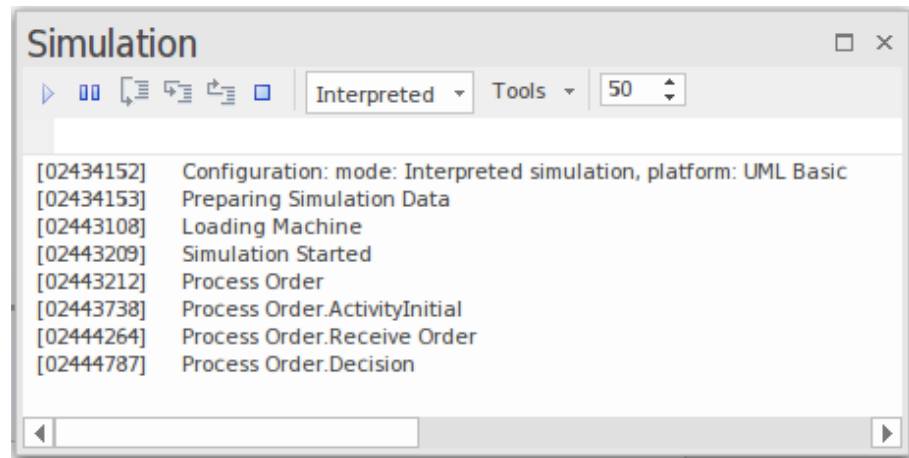 Simulation
Interpreted Tools 50
[02434152] Configuration: mode: Interpreted simulation, platform: UML Basic
[02434153] Preparing Simulation Data
[02443108] Loading Machine
[02443209] Simulation Started
[02443212] Process Order
[02443738] Process Order.ActivityInitial
[02444264] Process Order.Receive Order
[02444787] Process Order.Decision